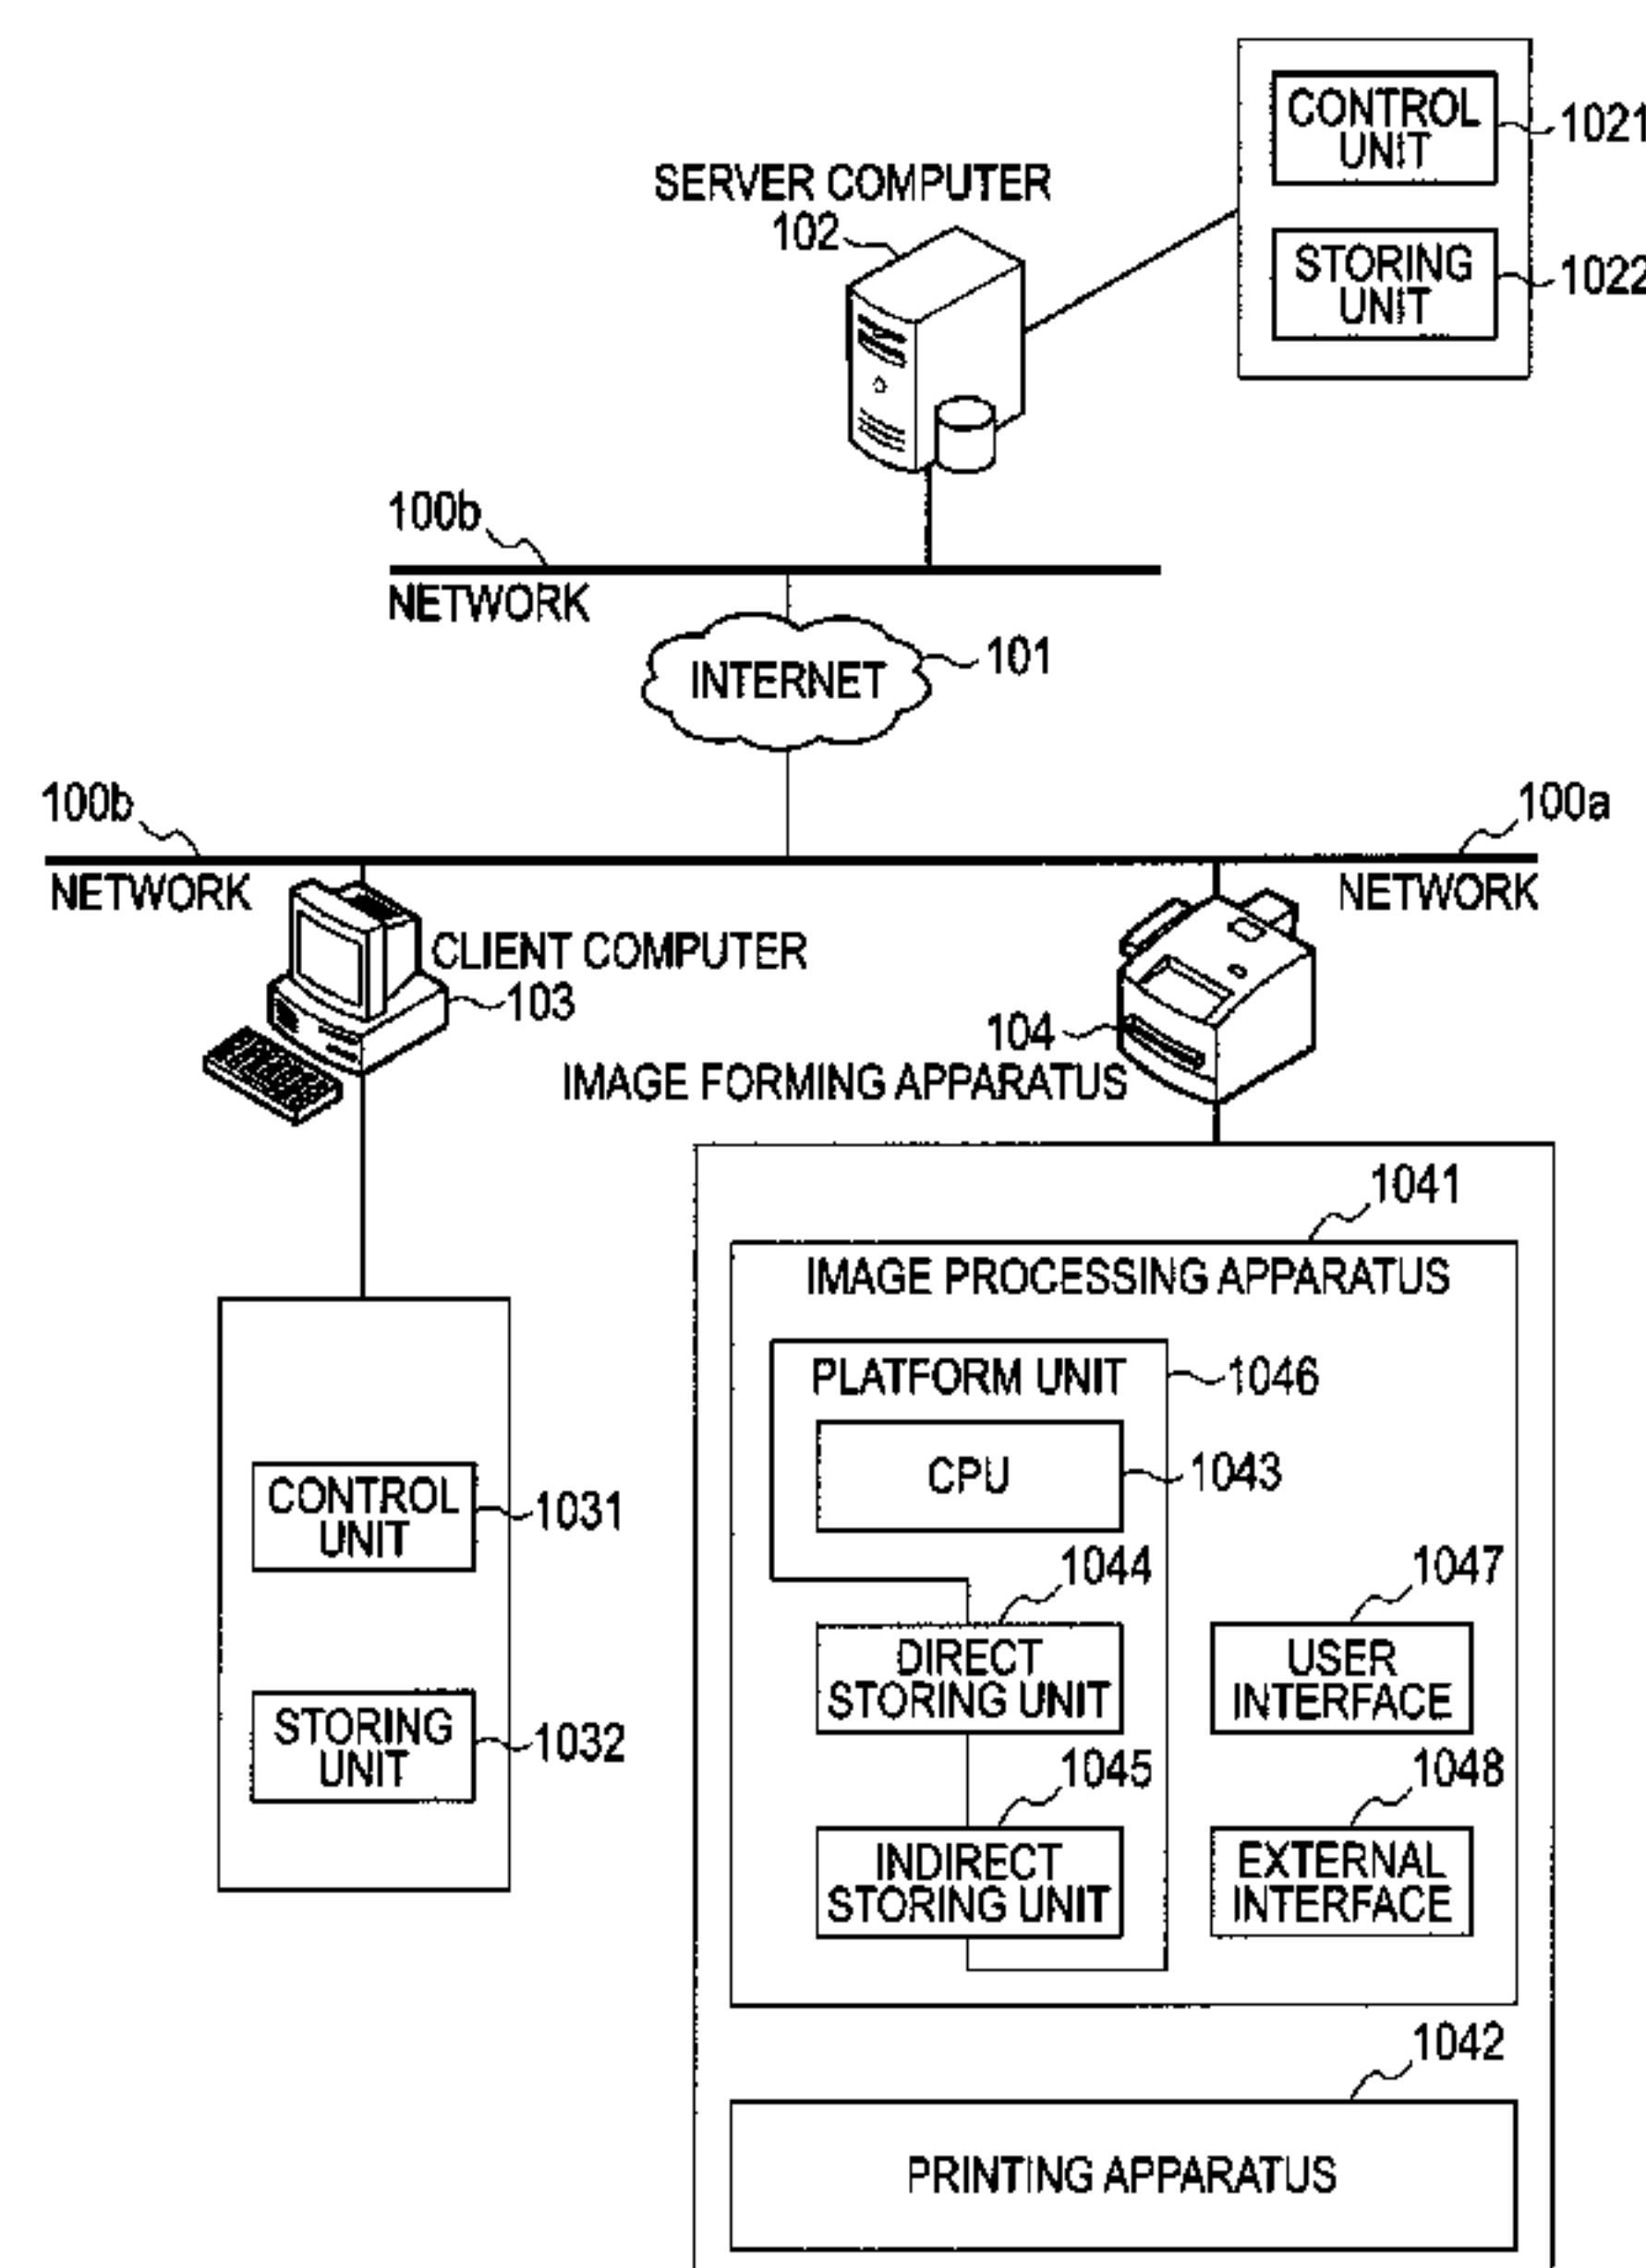 CONTROL
UNIT
1021
SERVER COMPUTER
102
STORING
UNIT
1022
100b
NETWORK
INTERNET
101
100b
100a
NETWORK
NETWORK
CLIENT COMPUTER
103
104
IMAGE FORMING APPARATUS
1041
IMAGE PROCESSING APPARATUS
PLATFORM UNIT
1046
CPU
1043
CONTROL
UNIT
1031
1044
1047
DIRECT
STORING UNIT
USER
INTERFACE
STORING
UNIT
1032
1045
1048
INDIRECT
STORING UNIT
EXTERNAL
INTERFACE
1042
PRINTING APPARATUS